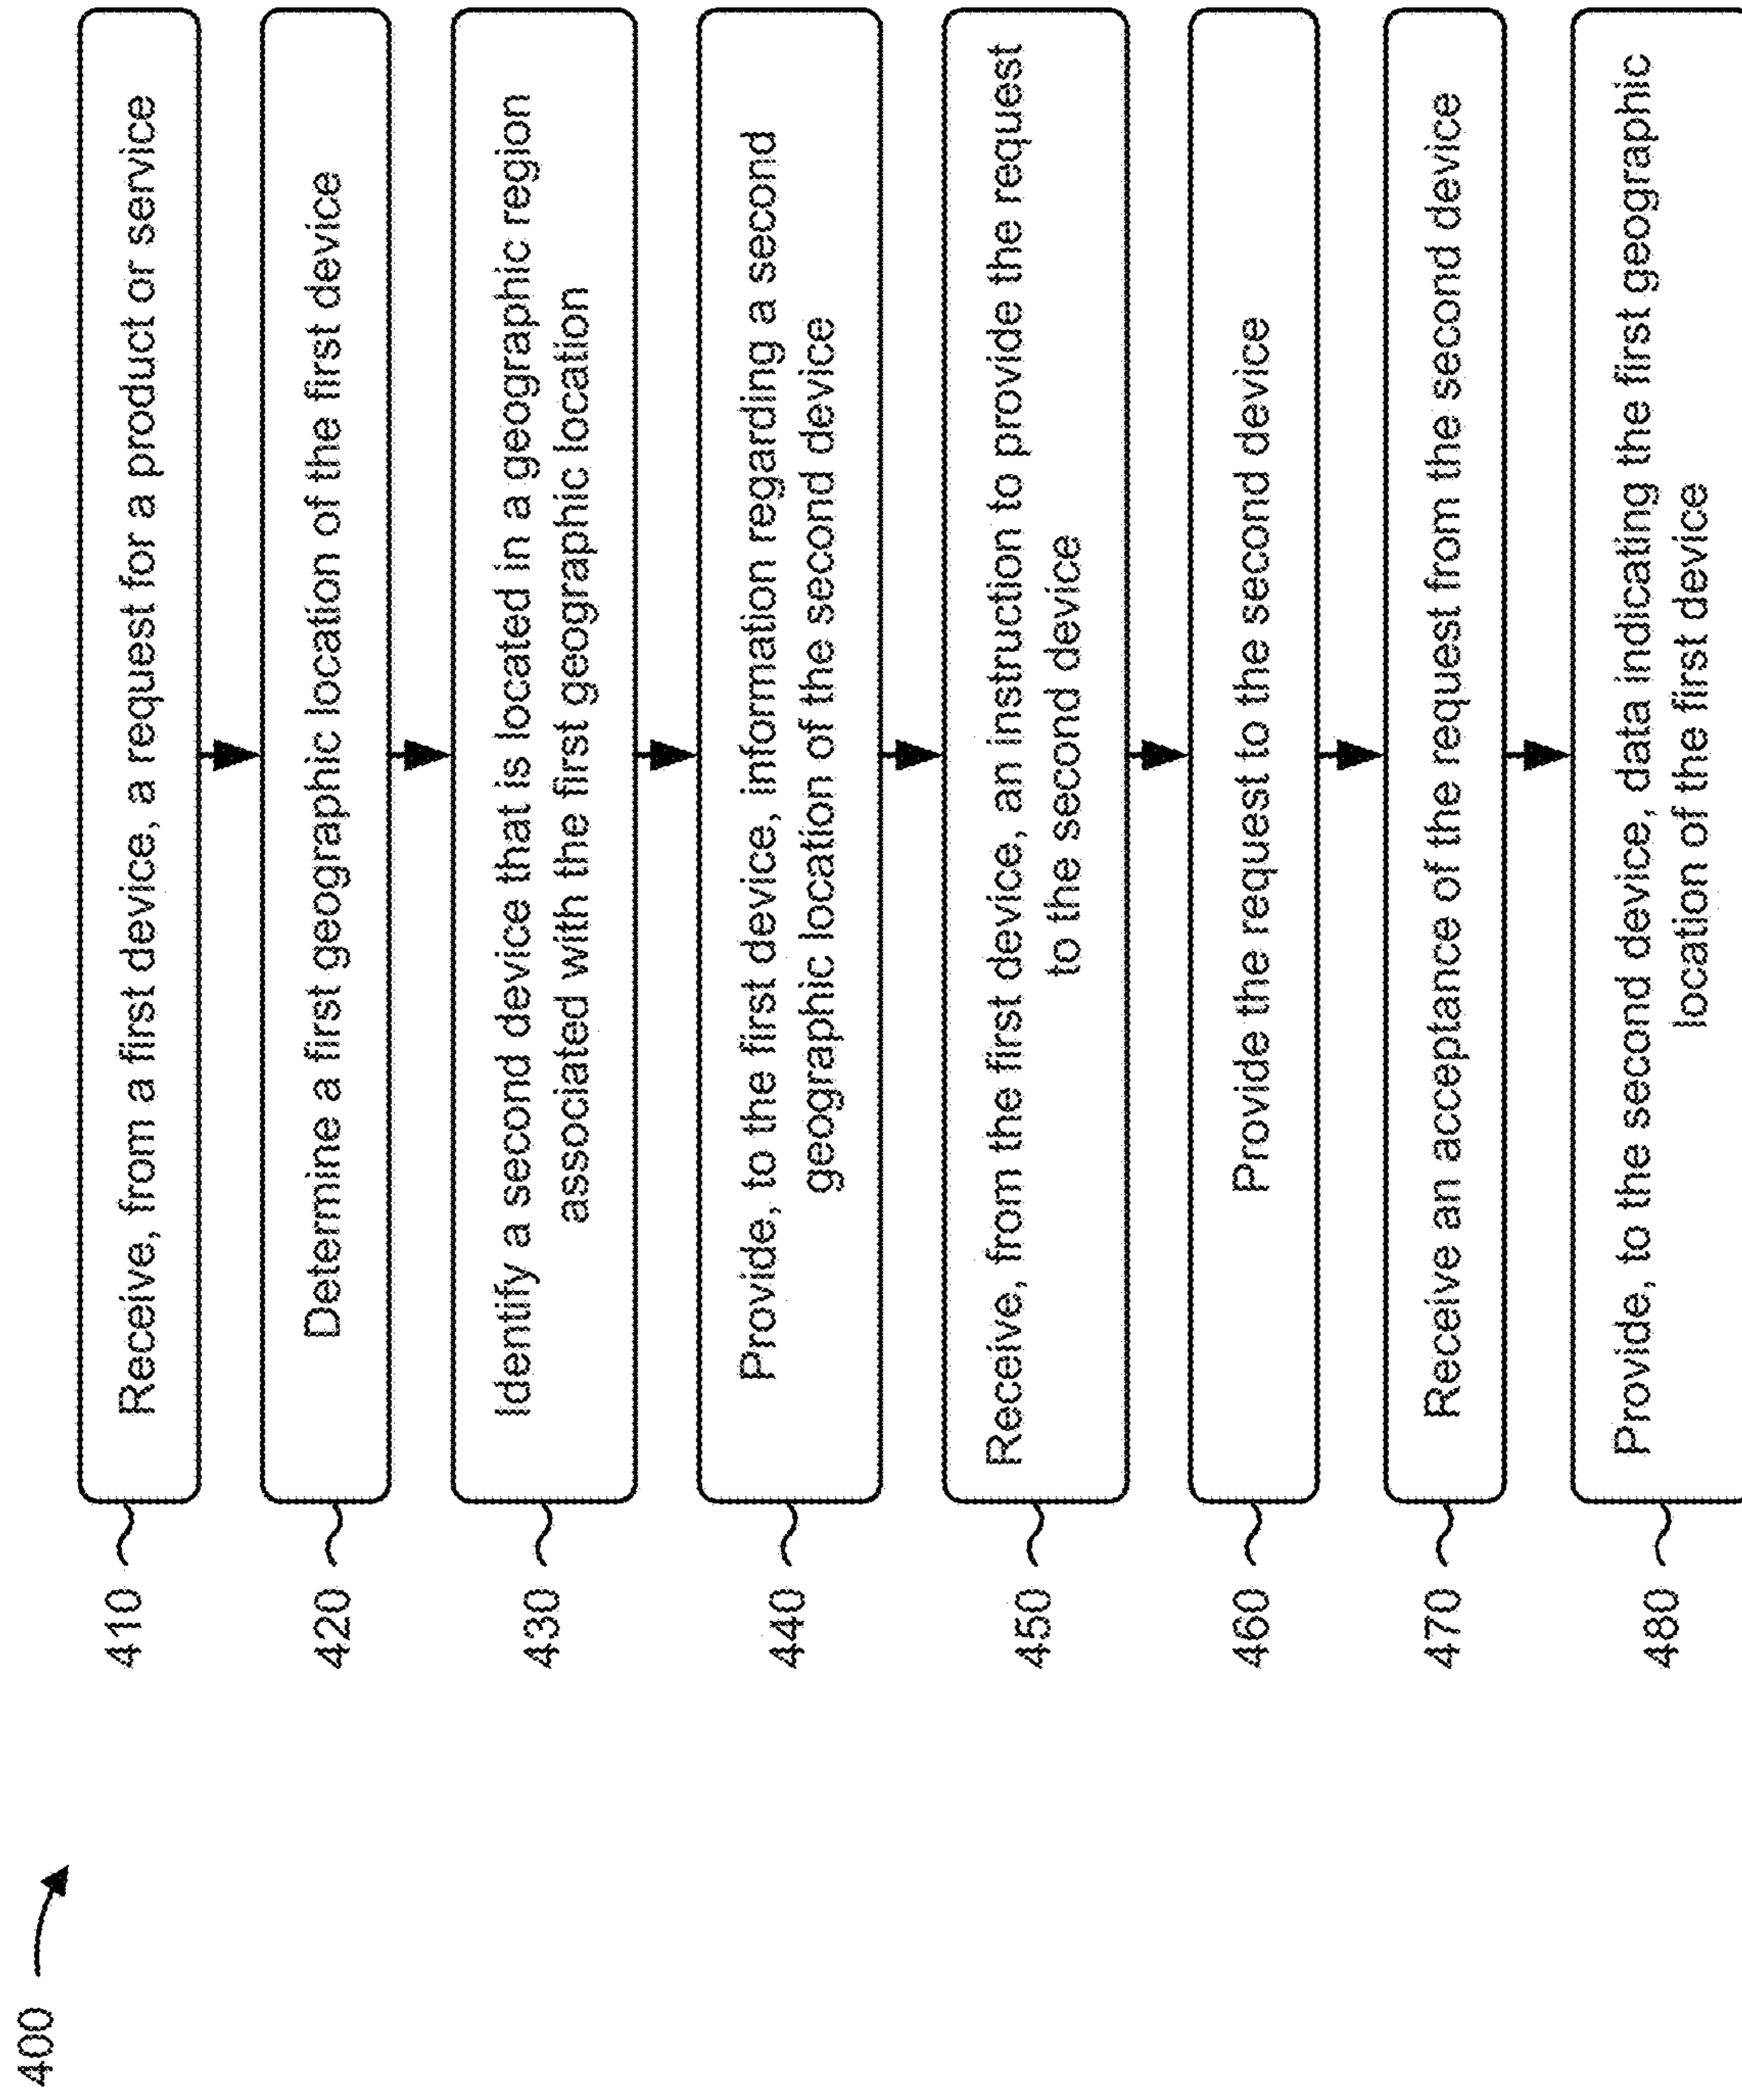 400
410
Receive, from a first device, a request for a product or service
420
Determine a first geographic location of the first device
430
Identify a second device that is located in a geographic region
associated with the first geographic location
440
Provide, to the first device, information regarding a second
geographic location of the second device
450
Receive, from the first device, an instruction to provide the request
to the second device
460
Provide the request to the second device
470
Receive an acceptance of the request from the second device
480
Provide, to the second device, data indicating the first geographic
location of the first device